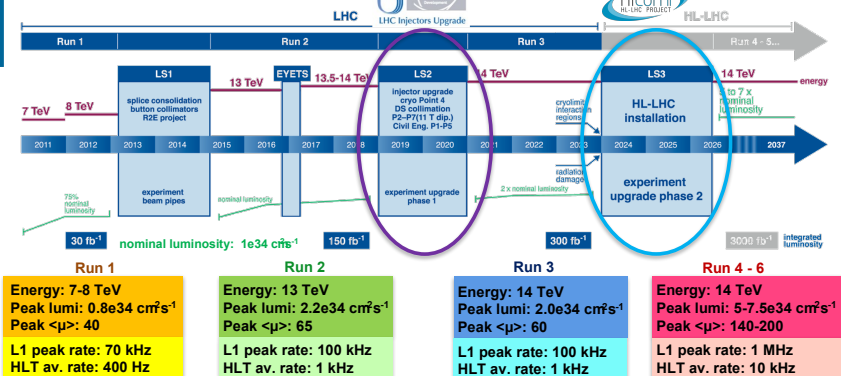 LHC
Development
LHC Injectors Upgrade
HL-LHC PROJECT
HL-LHC
Run 1
Run 2
Run 3
Run 4 - 5...
LS1
splice consolidation
button collimators
R2E project
EYETS
LS2
injector upgrade
cryo Point 4
DS collimation
P2-P7(11 T dip.)
Civil Eng. P1-P5
LS3
HL-LHC
installation
7 TeV
8 TeV
13 TeV
13.5-14 TeV
14 TeV
14 TeV
energy
5 to 7 x
nominal
luminosity
cryolimit
interaction
regions
2011 2012 2013 2014 2015 2016 2017 2018 2019 2020 2021 2022 2023 2024 2025 2026 2037
radiation
damage
75%
nominal
luminosity
experiment
beam pipes
nominal luminosity
experiment upgrade
phase 1
2 x nominal luminosity
experiment
upgrade phase 2
30 fb-1
nominal luminosity: 1e34 cm-2s-1
150 fb-1
300 fb-1
3000 fb-1
integrated
luminosity
Run 1
Energy: 7-8 TeV
Peak lumi: 0.8e34 cm-2s-1
Peak <µ>: 40
L1 peak rate: 70 kHz
HLT av. rate: 400 Hz
Run 2
Energy: 13 TeV
Peak lumi: 2.2e34 cm-2s-1
Peak <µ>: 65
L1 peak rate: 100 kHz
HLT av. rate: 1 kHz
Run 3
Energy: 14 TeV
Peak lumi: 2.0e34 cm-2s-1
Peak <µ>: 60
L1 peak rate: 100 kHz
HLT av. rate: 1 kHz
Run 4 - 6
Energy: 14 TeV
Peak lumi: 5-7.5e34 cm-2s-1
Peak <µ>: 140-200
L1 peak rate: 1 MHz
HLT av. rate: 10 kHz